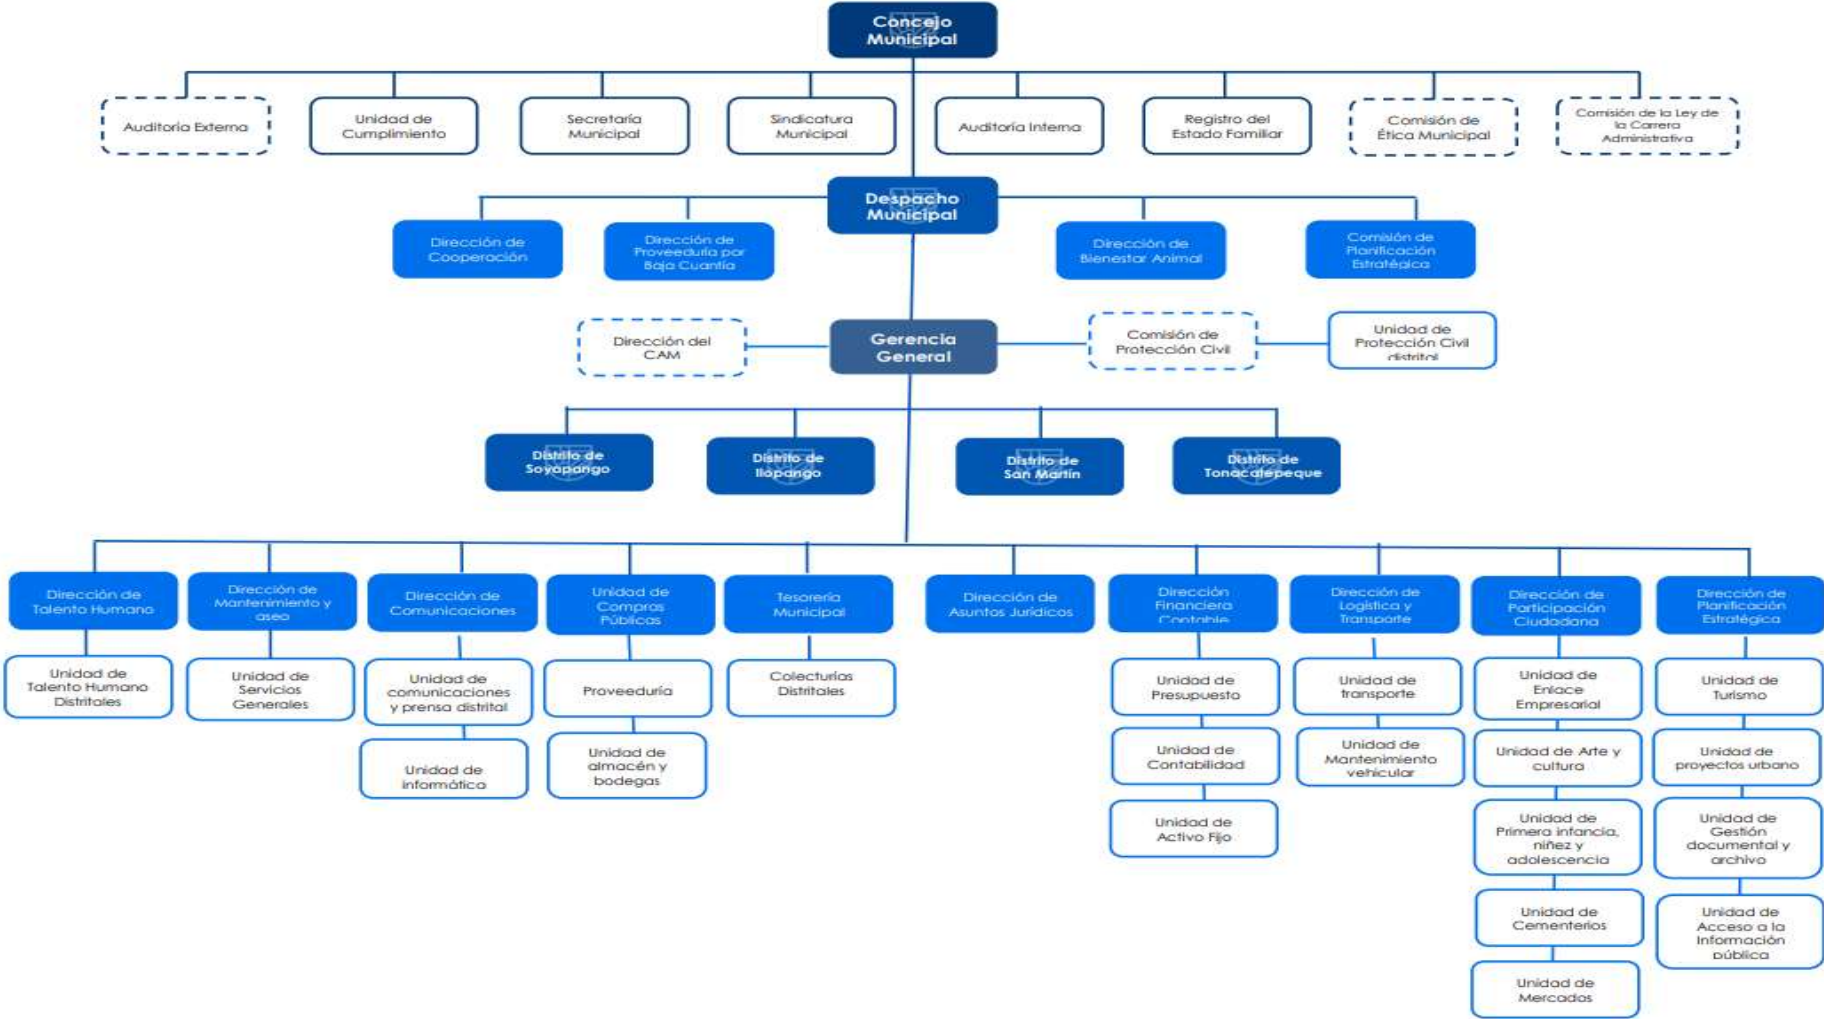 Concejo
Municipal
Auditoría Externa
Unidad de
Cumplimiento
Secretaría
Municipal
Sindicatura
Municipal
Auditoría Interna
Registro del
Estado Familiar
Comisión de
Ética Municipal
Comisión de la Ley de
la Carrera
Administrativa
Despacho
Municipal
Dirección de
Cooperación
Dirección de
Proveeduría por
Baja Cuantía
Dirección de
Bienestar Animal
Comisión de
Planificación
Estratégica
Dirección del
CAM
Gerencia
General
Comisión de
Protección Civil
Unidad de
Protección Civil
distrital
Distrito de
Soyapango
Distrito de
Ilopango
Distrito de
San Martín
Distrito de
Tonacatepeque
Dirección de
Talento Humano
Dirección de
Mantenimiento y
aseo
Dirección de
Comunicaciones
Unidad de
Compras
Públicas
Tesorería
Municipal
Dirección de
Asuntos Jurídicos
Dirección
Financiera
Contable
Dirección de
Logística y
Transporte
Dirección de
Participación
Ciudadana
Dirección de
Planificación
Estratégica
Unidad de
Talento Humano
Distritales
Unidad de
Servicios
Generales
Unidad de
comunicaciones
y prensa distrital
Unidad de
informática
Proveeduría
Unidad de
almacén y
bodegas
Colecturías
Distritales
Unidad de
Presupuesto
Unidad de
Contabilidad
Unidad de
Activo Fijo
Unidad de
transporte
Unidad de
Mantenimiento
vehicular
Unidad de
Enlace
Empresarial
Unidad de Arte y
cultura
Unidad de
Primera infancia,
niñez y
adolescencia
Unidad de
Cementerios
Unidad de
Mercados
Unidad de
Turismo
Unidad de
proyectos urbano
Unidad de
Gestión
documental y
archivo
Unidad de
Acceso a la
Información
pública